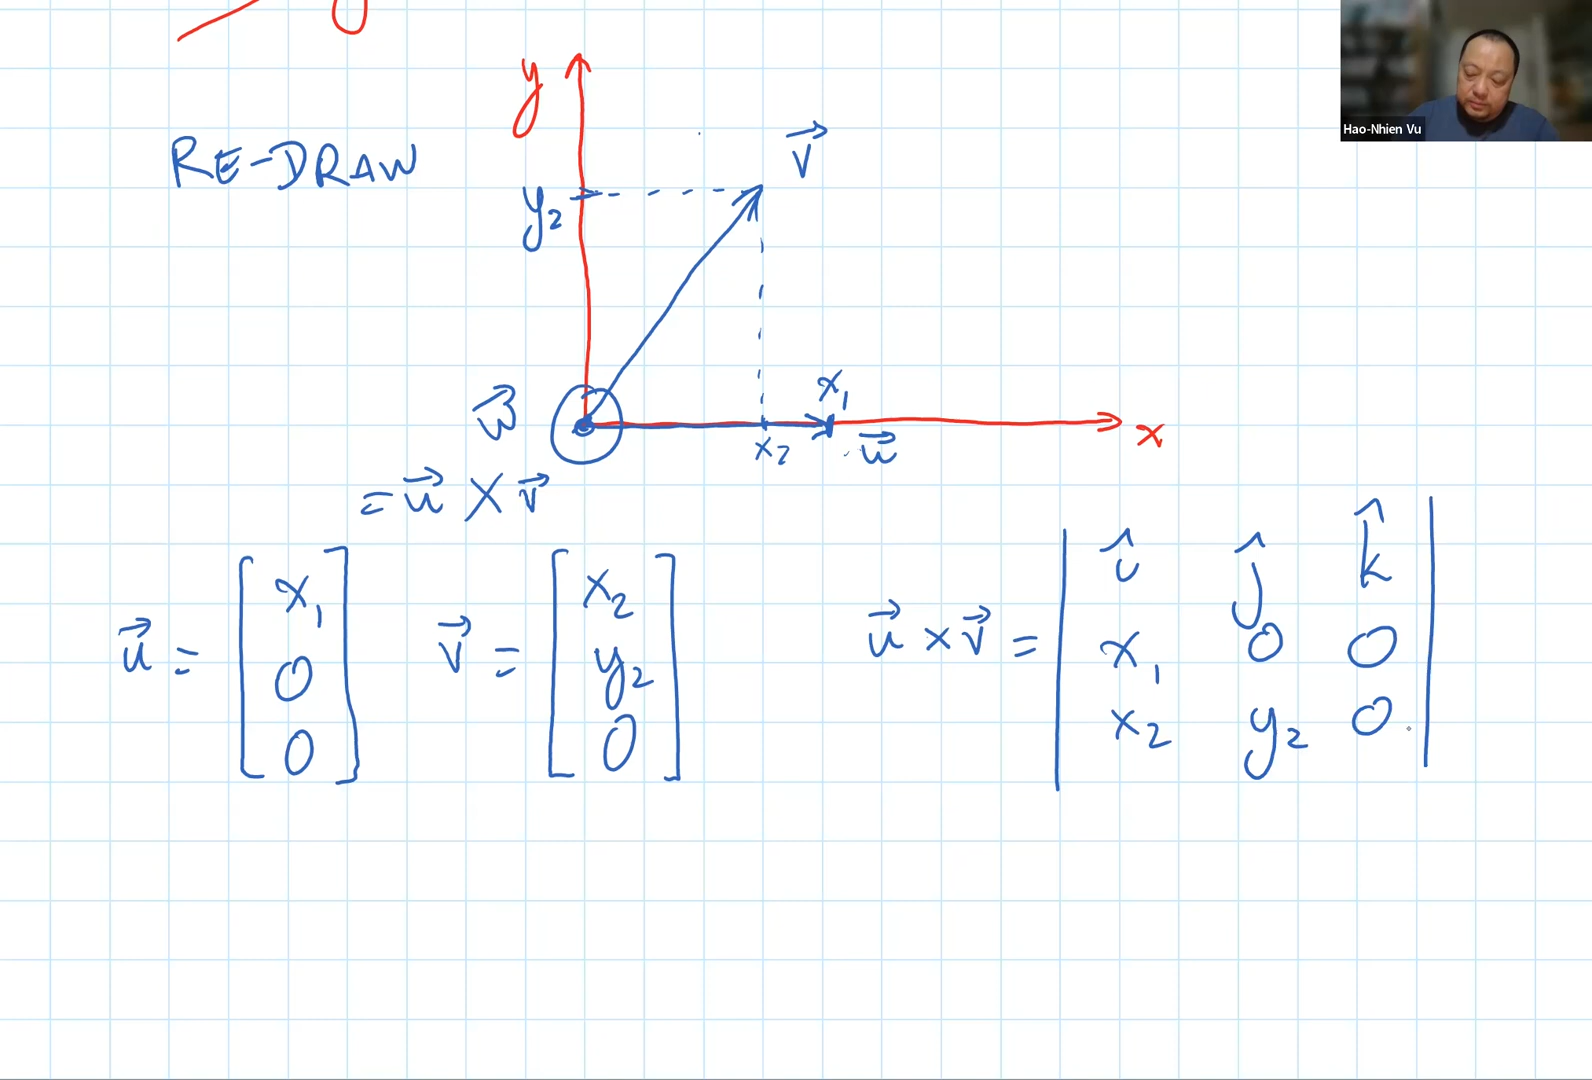 Hao-Nhien Vu
y
RE-DRAW
v⃗
y₂
x₁
w⃗
x
x₂
u⃗
= u⃗ × v⃗
u⃗ = [x₁ 0 0]
v⃗ = [x₂ y₂ 0]
u⃗ × v⃗ =
î ĵ k̂
x₁ 0 0
x₂ y₂ 0